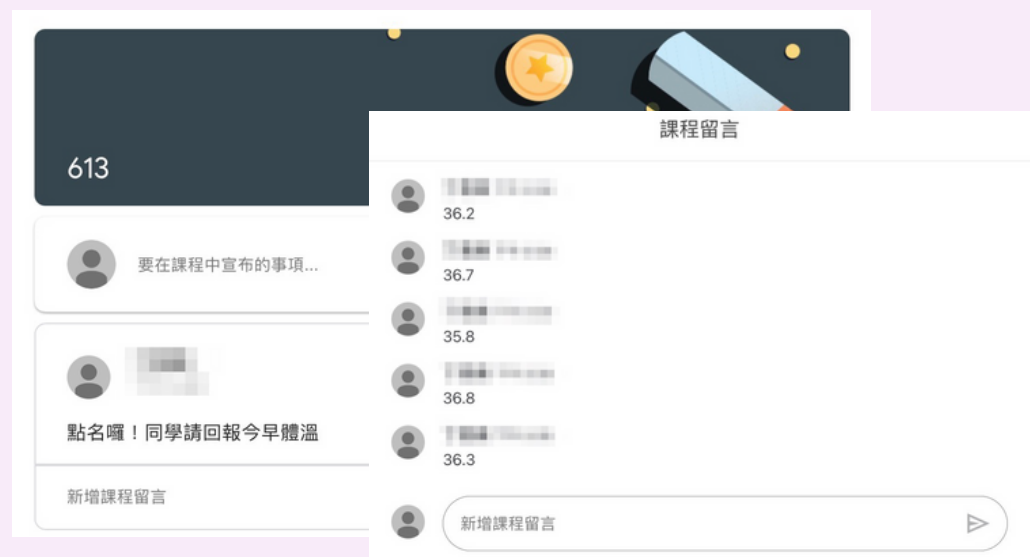 613
要在課程中宣布的事項...
點名囉！同學請回報今早體溫
新增課程留言
課程留言
36.2
36.7
35.8
36.8
36.3
新增課程留言